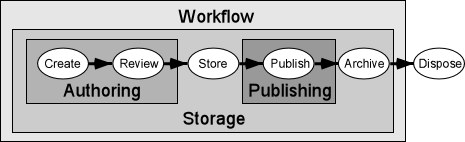 Workflow
Create Review Store Publish Archive Dispose
Authoring Publishing
Storage